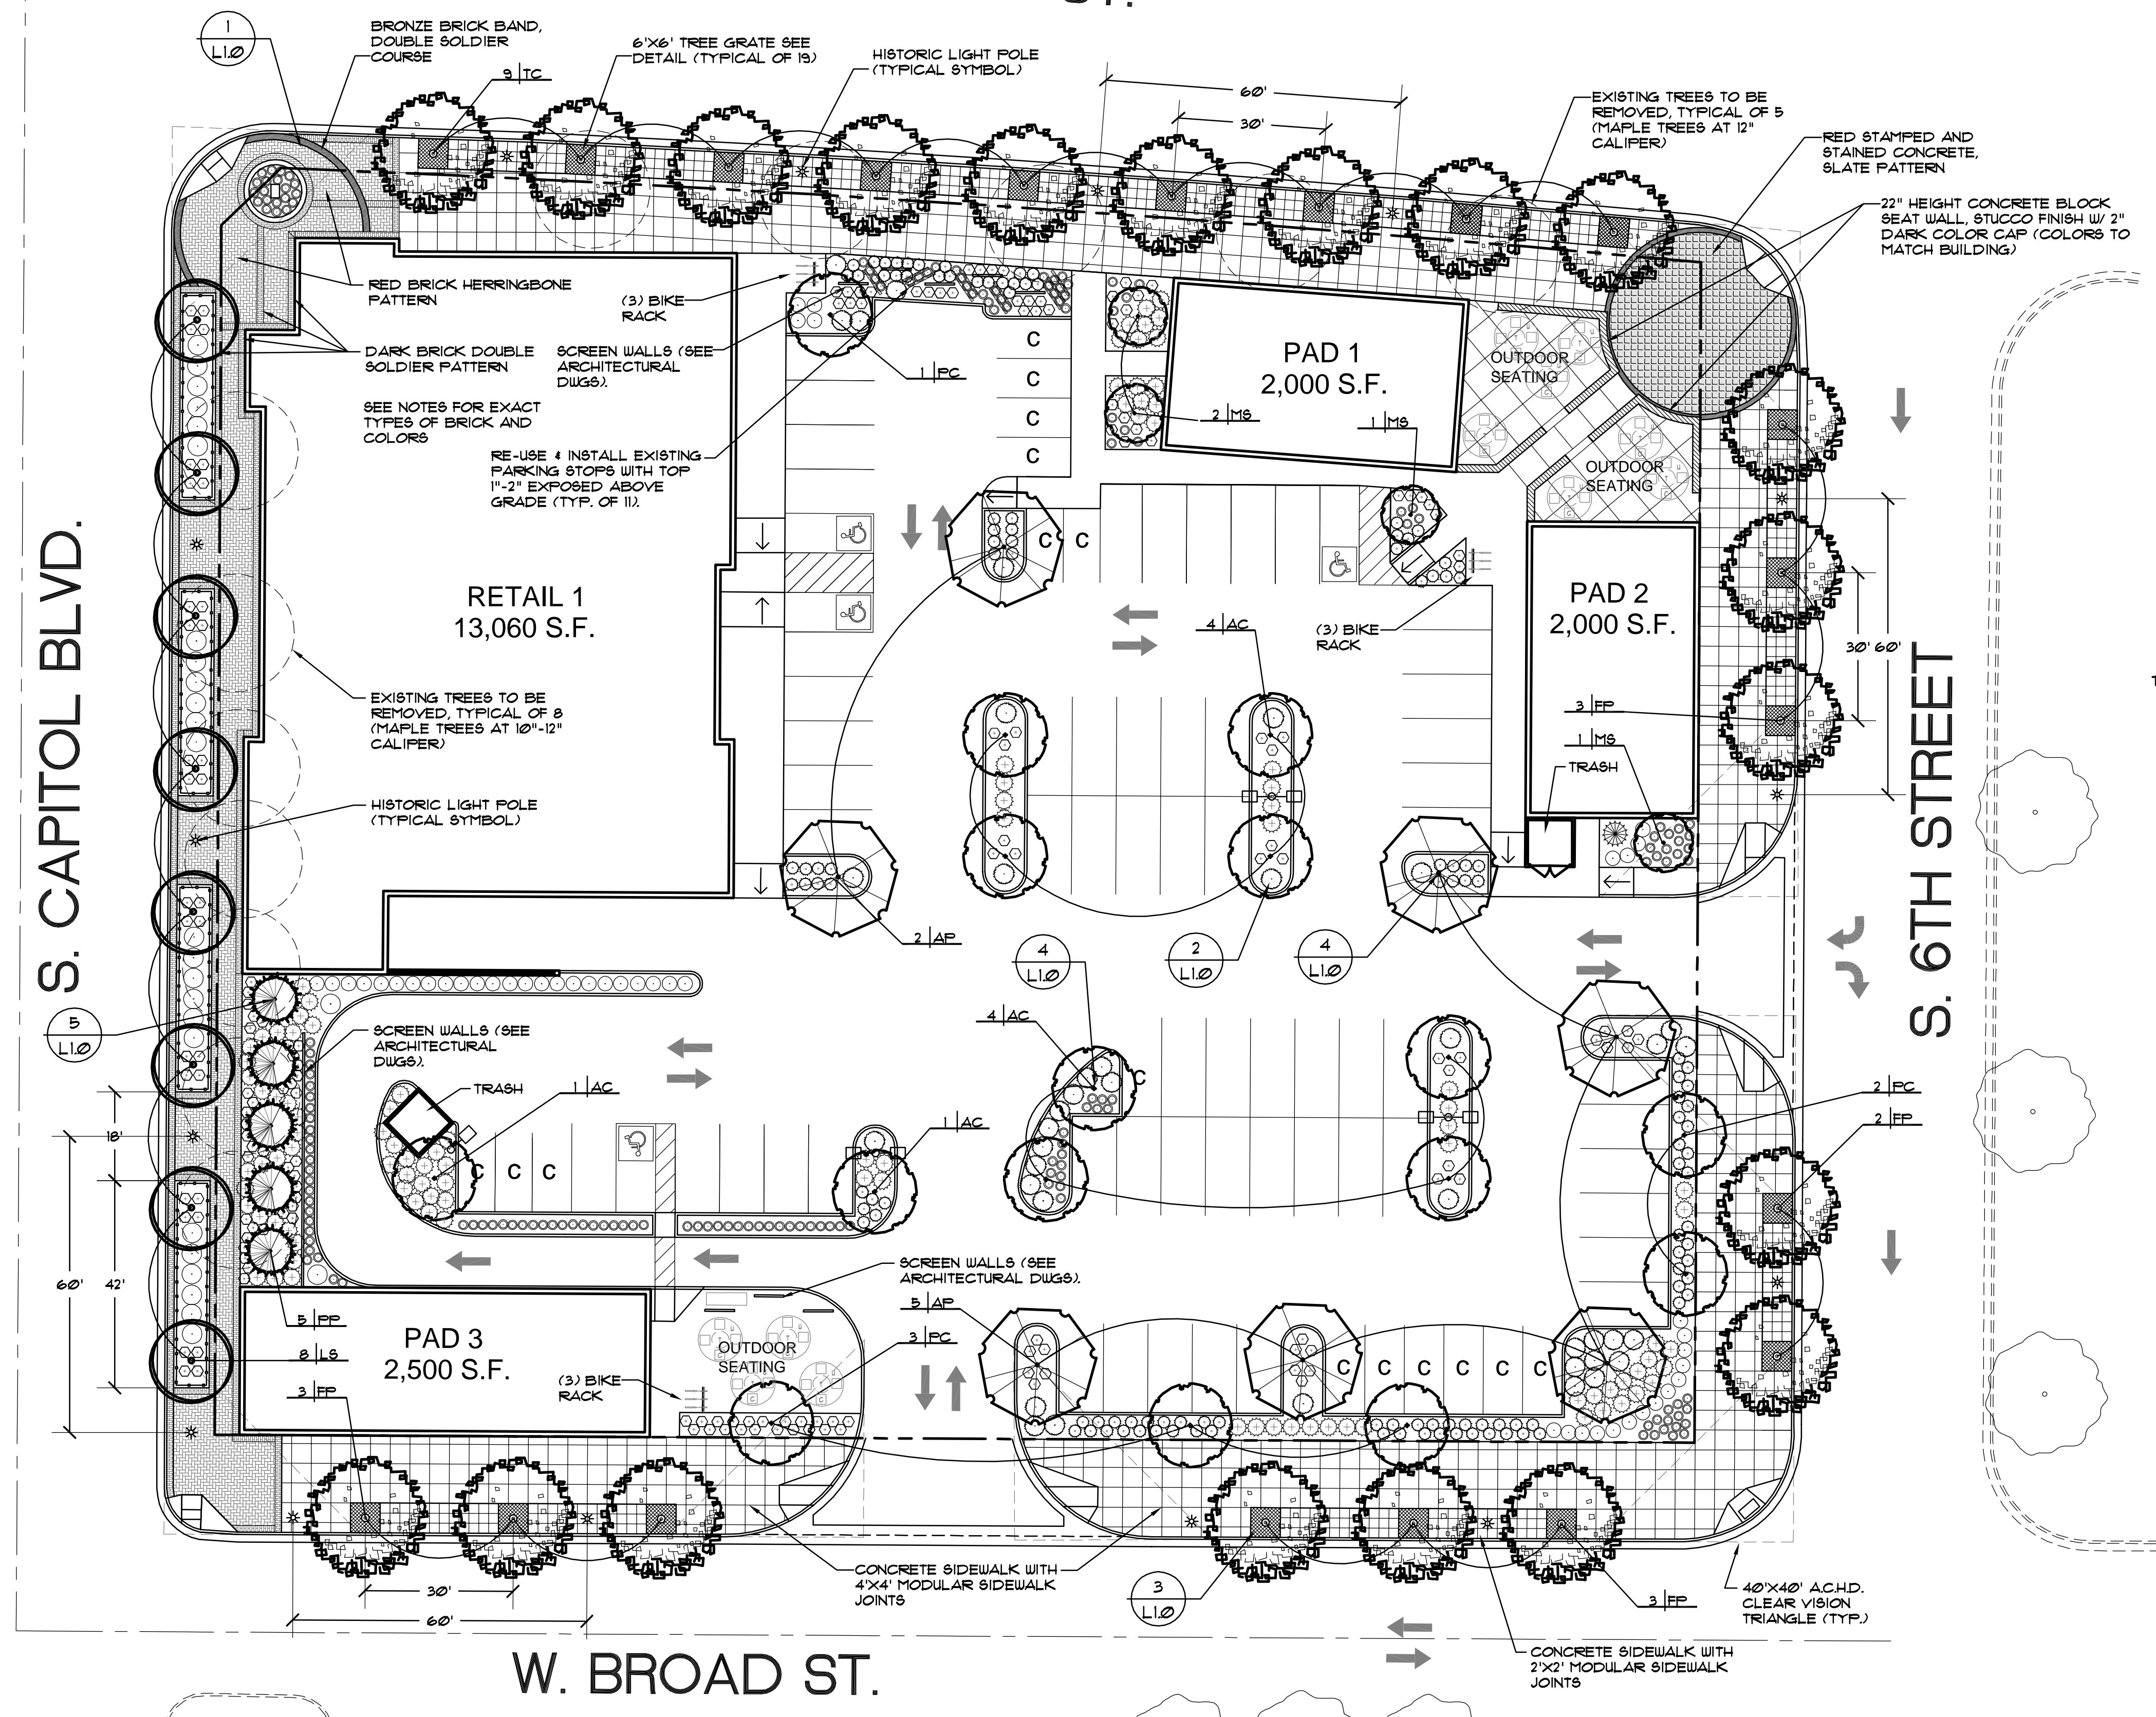 ST.
1
L1.0
BRONZE BRICK BAND,
DOUBLE SOLDIER
COURSE
9 TC
6'X6' TREE GRATE SEE
DETAIL (TYPICAL OF 19)
HISTORIC LIGHT POLE
(TYPICAL SYMBOL)
60'
30'
EXISTING TREES TO BE
REMOVED, TYPICAL OF 5
(MAPLE TREES AT 12"
CALIPER)
RED STAMPED AND
STAINED CONCRETE,
SLATE PATTERN
22" HEIGHT CONCRETE BLOCK
SEAT WALL, STUCCO FINISH W/ 2"
DARK COLOR CAP (COLORS TO
MATCH BUILDING)
RED BRICK HERRINGBONE
PATTERN
(3) BIKE
RACK
DARK BRICK DOUBLE
SOLDIER PATTERN
SCREEN WALLS (SEE
ARCHITECTURAL
DWGS).
1 PC
SEE NOTES FOR EXACT
TYPES OF BRICK AND
COLORS
RE-USE & INSTALL EXISTING
PARKING STOPS WITH TOP
1"-2" EXPOSED ABOVE
GRADE (TYP. OF 11).
C
C
C
C
PAD 1
2,000 S.F.
2 MS
1 MS
OUTDOOR
SEATING
OUTDOOR
SEATING
C C
RETAIL 1
13,060 S.F.
4 AC
(3) BIKE
RACK
PAD 2
2,000 S.F.
30' 60'
3 FP
1 MS
TRASH
S. CAPITOL BLVD.
S. 6TH STREET
EXISTING TREES TO BE
REMOVED, TYPICAL OF 8
(MAPLE TREES AT 10"-12"
CALIPER)
HISTORIC LIGHT POLE
(TYPICAL SYMBOL)
2 AP
4
L1.0
2
L1.0
4
L1.0
5
L1.0
SCREEN WALLS (SEE
ARCHITECTURAL
DWGS).
4 AC
TRASH
1 AC
1 AC
C
2 PC
2 FP
18'
C C C
60'
42'
SCREEN WALLS (SEE
ARCHITECTURAL DWGS).
5 AP
3 PC
5 PP
8 LS
3 FP
PAD 3
2,500 S.F.
OUTDOOR
SEATING
(3) BIKE
RACK
C C C C C C
CONCRETE SIDEWALK WITH
4'X4' MODULAR SIDEWALK
JOINTS
30'
60'
3
L1.0
3 FP
40'X40' A.C.H.D.
CLEAR VISION
TRIANGLE (TYP.)
CONCRETE SIDEWALK WITH
2'X2' MODULAR SIDEWALK
JOINTS
W. BROAD ST.